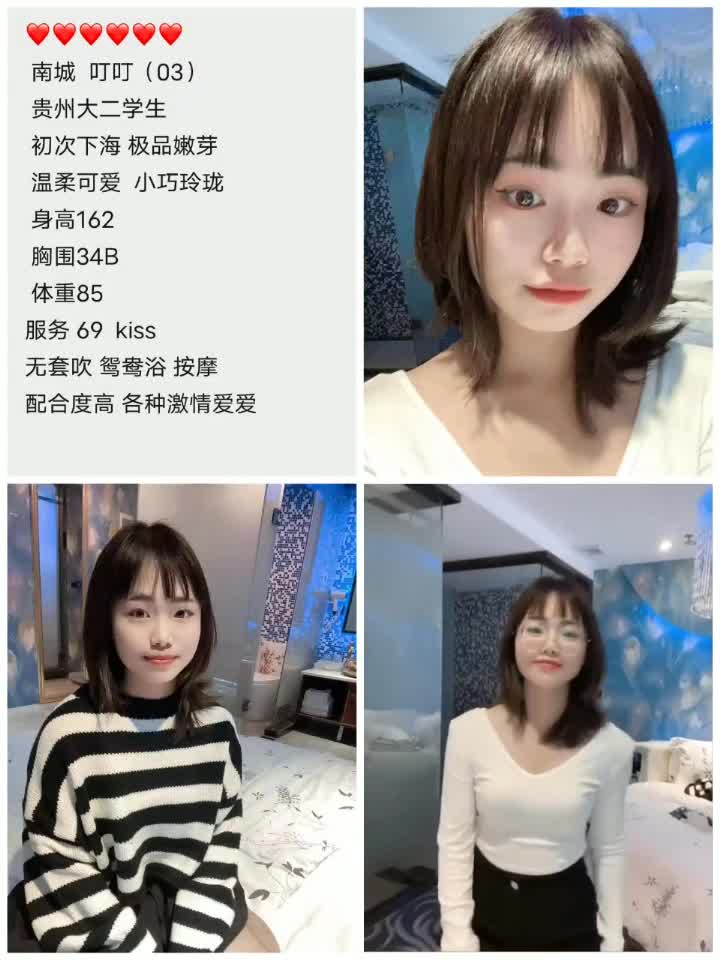 ❤️❤️❤️❤️❤️❤️
南城 叮叮（03）
贵州大二学生
初次下海 极品嫩芽
温柔可爱 小巧玲珑
身高162
胸围34B
体重85
服务 69 kiss
无套吹 鸳鸯浴 按摩
配合度高 各种激情爱爱